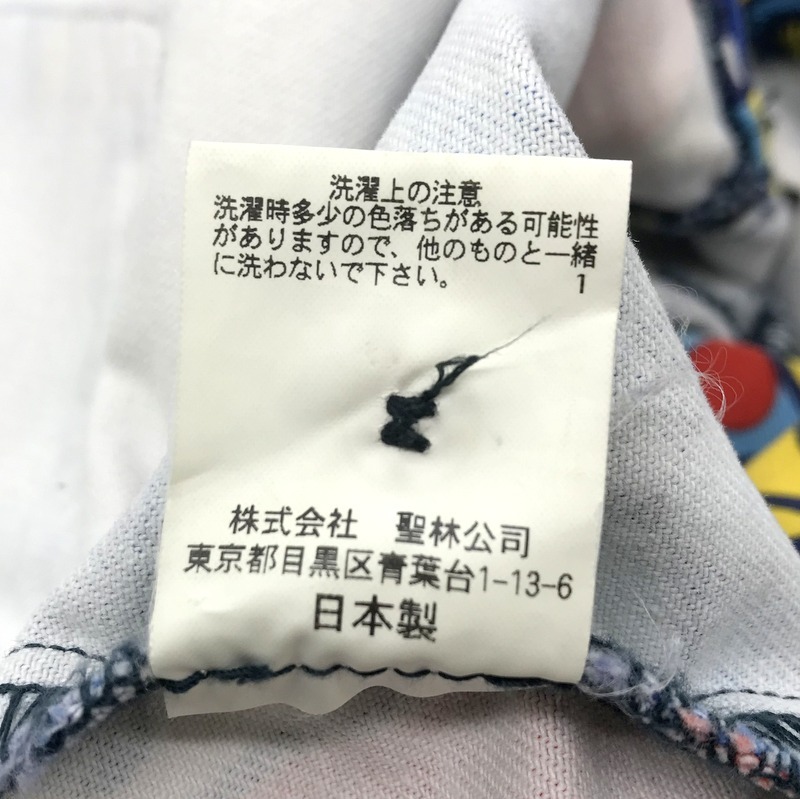 洗濯上の注意
洗濯時多少の色落ちがある可能性
がありますので、他のものと一緒
に洗わないで下さい。
1
株式会社　聖林公司
東京都目黒区青葉台1-13-6
日本製